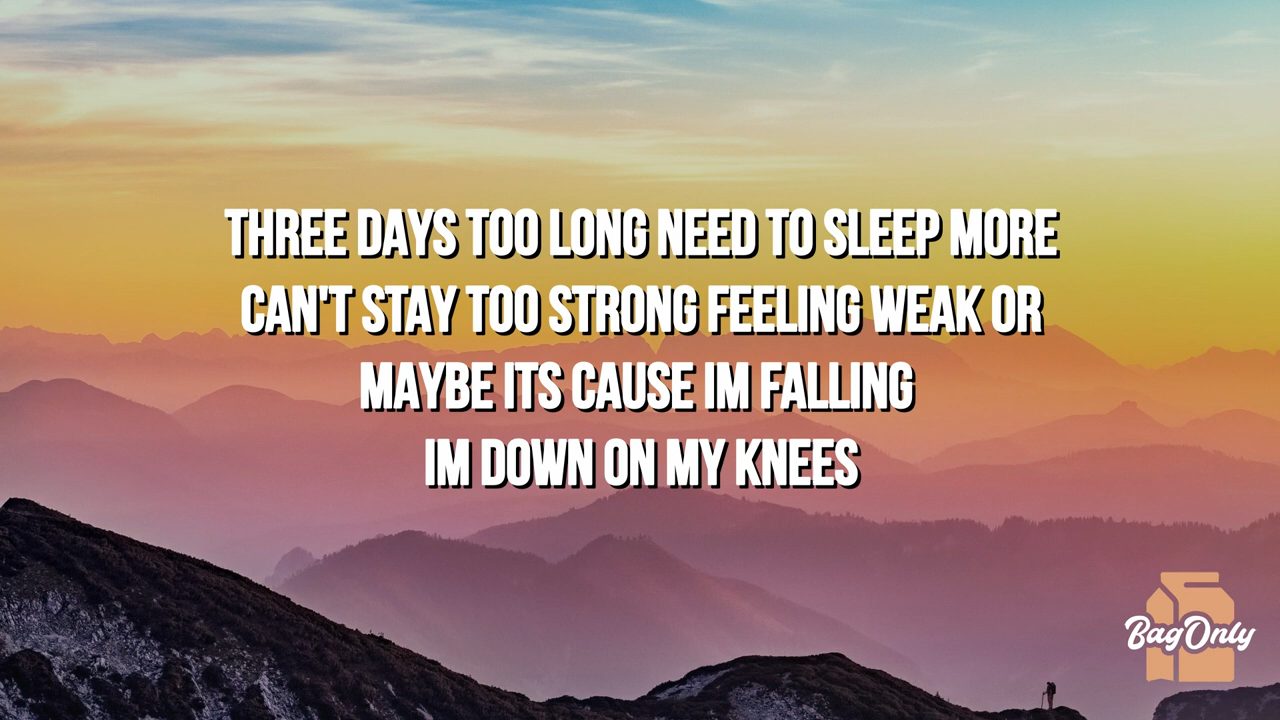 THREE DAYS TOO LONG NEED TO SLEEP MORE
CAN'T STAY TOO STRONG FEELING WEAK OR
MAYBE ITS CAUSE IM FALLING
IM DOWN ON MY KNEES
BagOnly